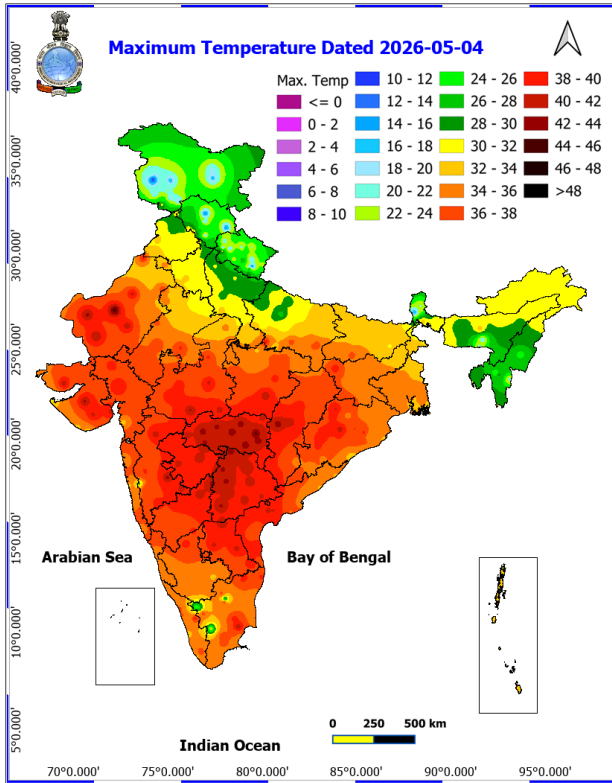 Maximum Temperature Dated 2026-05-04
Max. Temp
<= 0
0 - 2
2 - 4
4 - 6
6 - 8
8 - 10
10 - 12
12 - 14
14 - 16
16 - 18
18 - 20
20 - 22
22 - 24
24 - 26
26 - 28
28 - 30
30 - 32
32 - 34
34 - 36
36 - 38
38 - 40
40 - 42
42 - 44
44 - 46
46 - 48
>48
40°0.000'
35°0.000'
30°0.000'
25°0.000'
20°0.000'
15°0.000'
10°0.000'
5°0.000'
Arabian Sea
Bay of Bengal
Indian Ocean
0 250 500 km
70°0.000' 75°0.000' 80°0.000' 85°0.000' 90°0.000' 95°0.000'